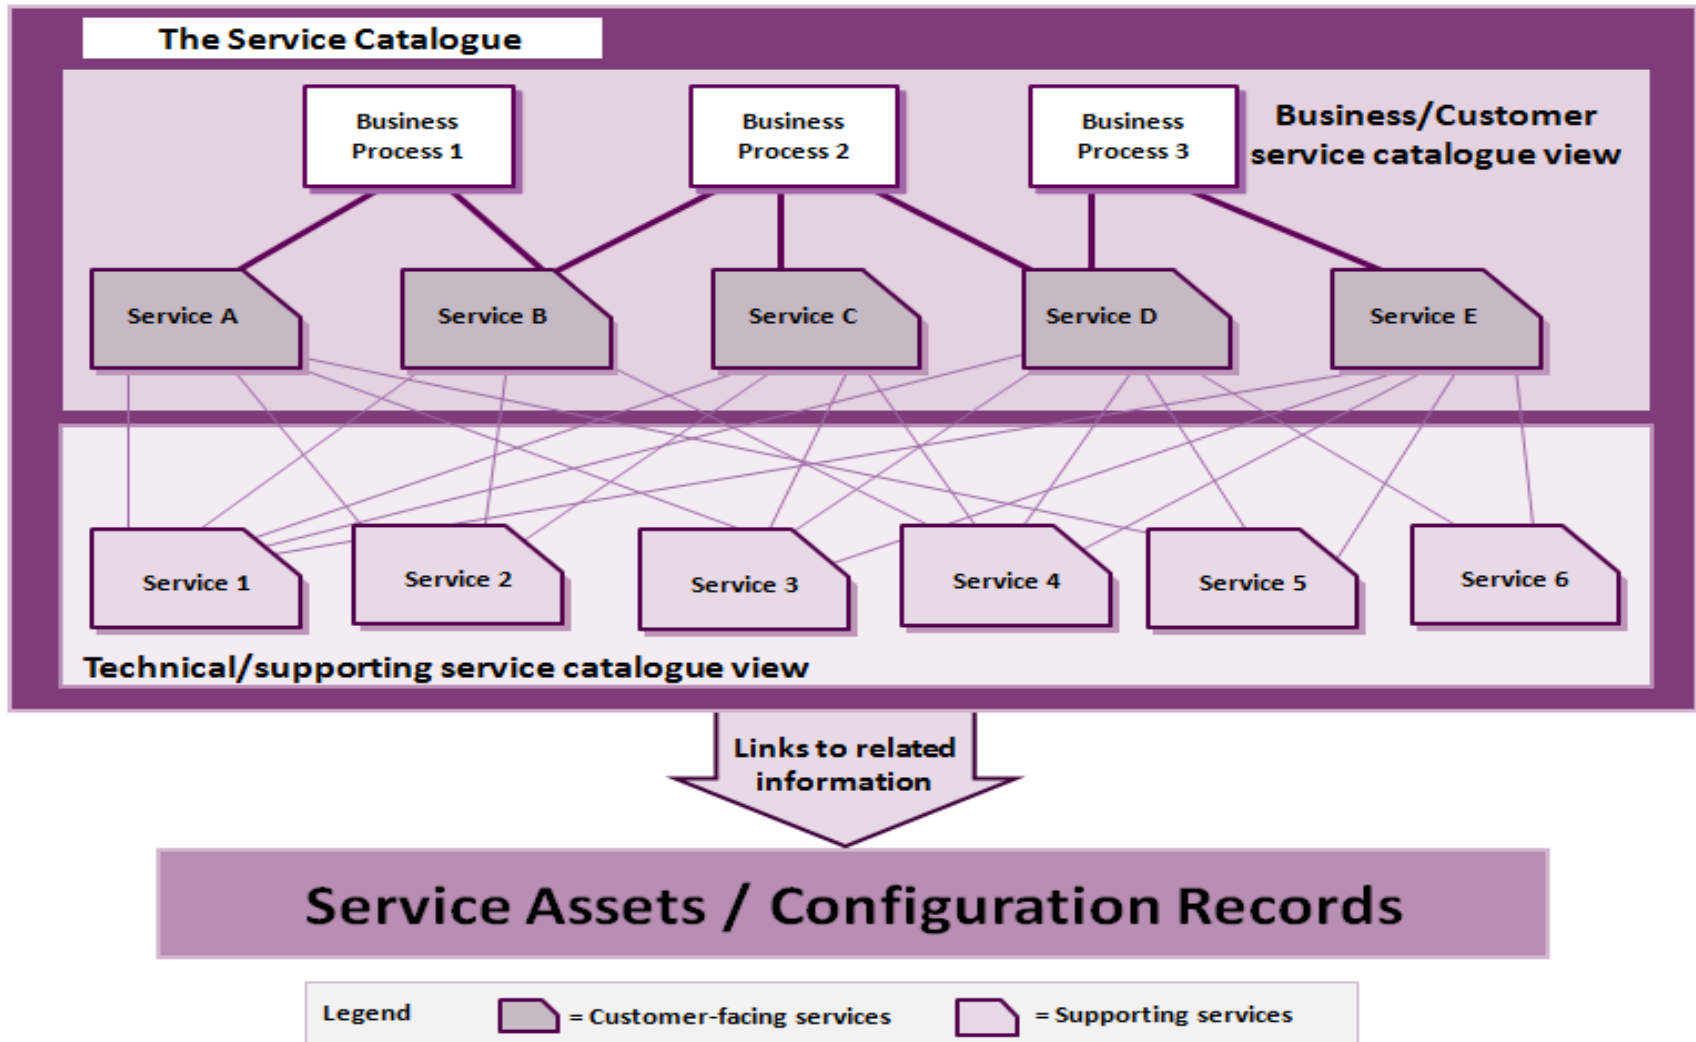 The Service Catalogue
Business
Process 1
Business
Process 2
Business
Process 3
Business/Customer
service catalogue view
Service A
Service B
Service C
Service D
Service E
Service 1
Service 2
Service 3
Service 4
Service 5
Service 6
Technical/supporting service catalogue view
Links to related
information
Service Assets / Configuration Records
Legend
= Customer-facing services
= Supporting services